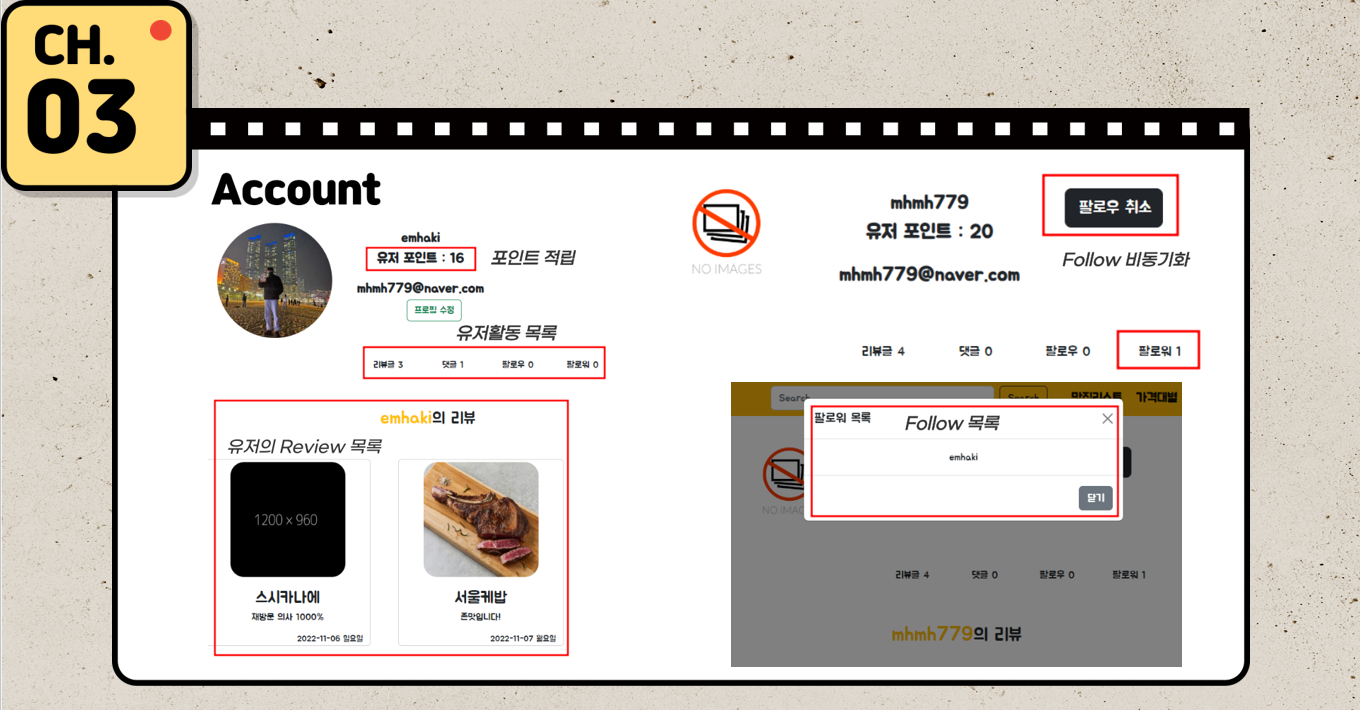 CH.
03
Account
emhaki
유저 포인트 : 16
포인트 적립
mhmh779@naver.com
프로필 수정
유저활동 목록
리뷰글 3
댓글 1
팔로우 0
팔로워 0
emhaki의 리뷰
유저의 Review 목록
1200 x 960
스시카나에
재방문 의사 1000%
2022-11-06 일요일
서울케밥
존맛입니다!
2022-11-07 월요일
NO IMAGES
mhmh779
유저 포인트 : 20
mhmh779@naver.com
팔로우 취소
Follow 비동기화
리뷰글 4
댓글 0
팔로우 0
팔로워 1
Search
Search
맛집리스트
가격대별
팔로워 목록
Follow 목록
emhaki
닫기
NO IMAG
리뷰글 4
댓글 0
팔로우 0
팔로워 1
mhmh779의 리뷰